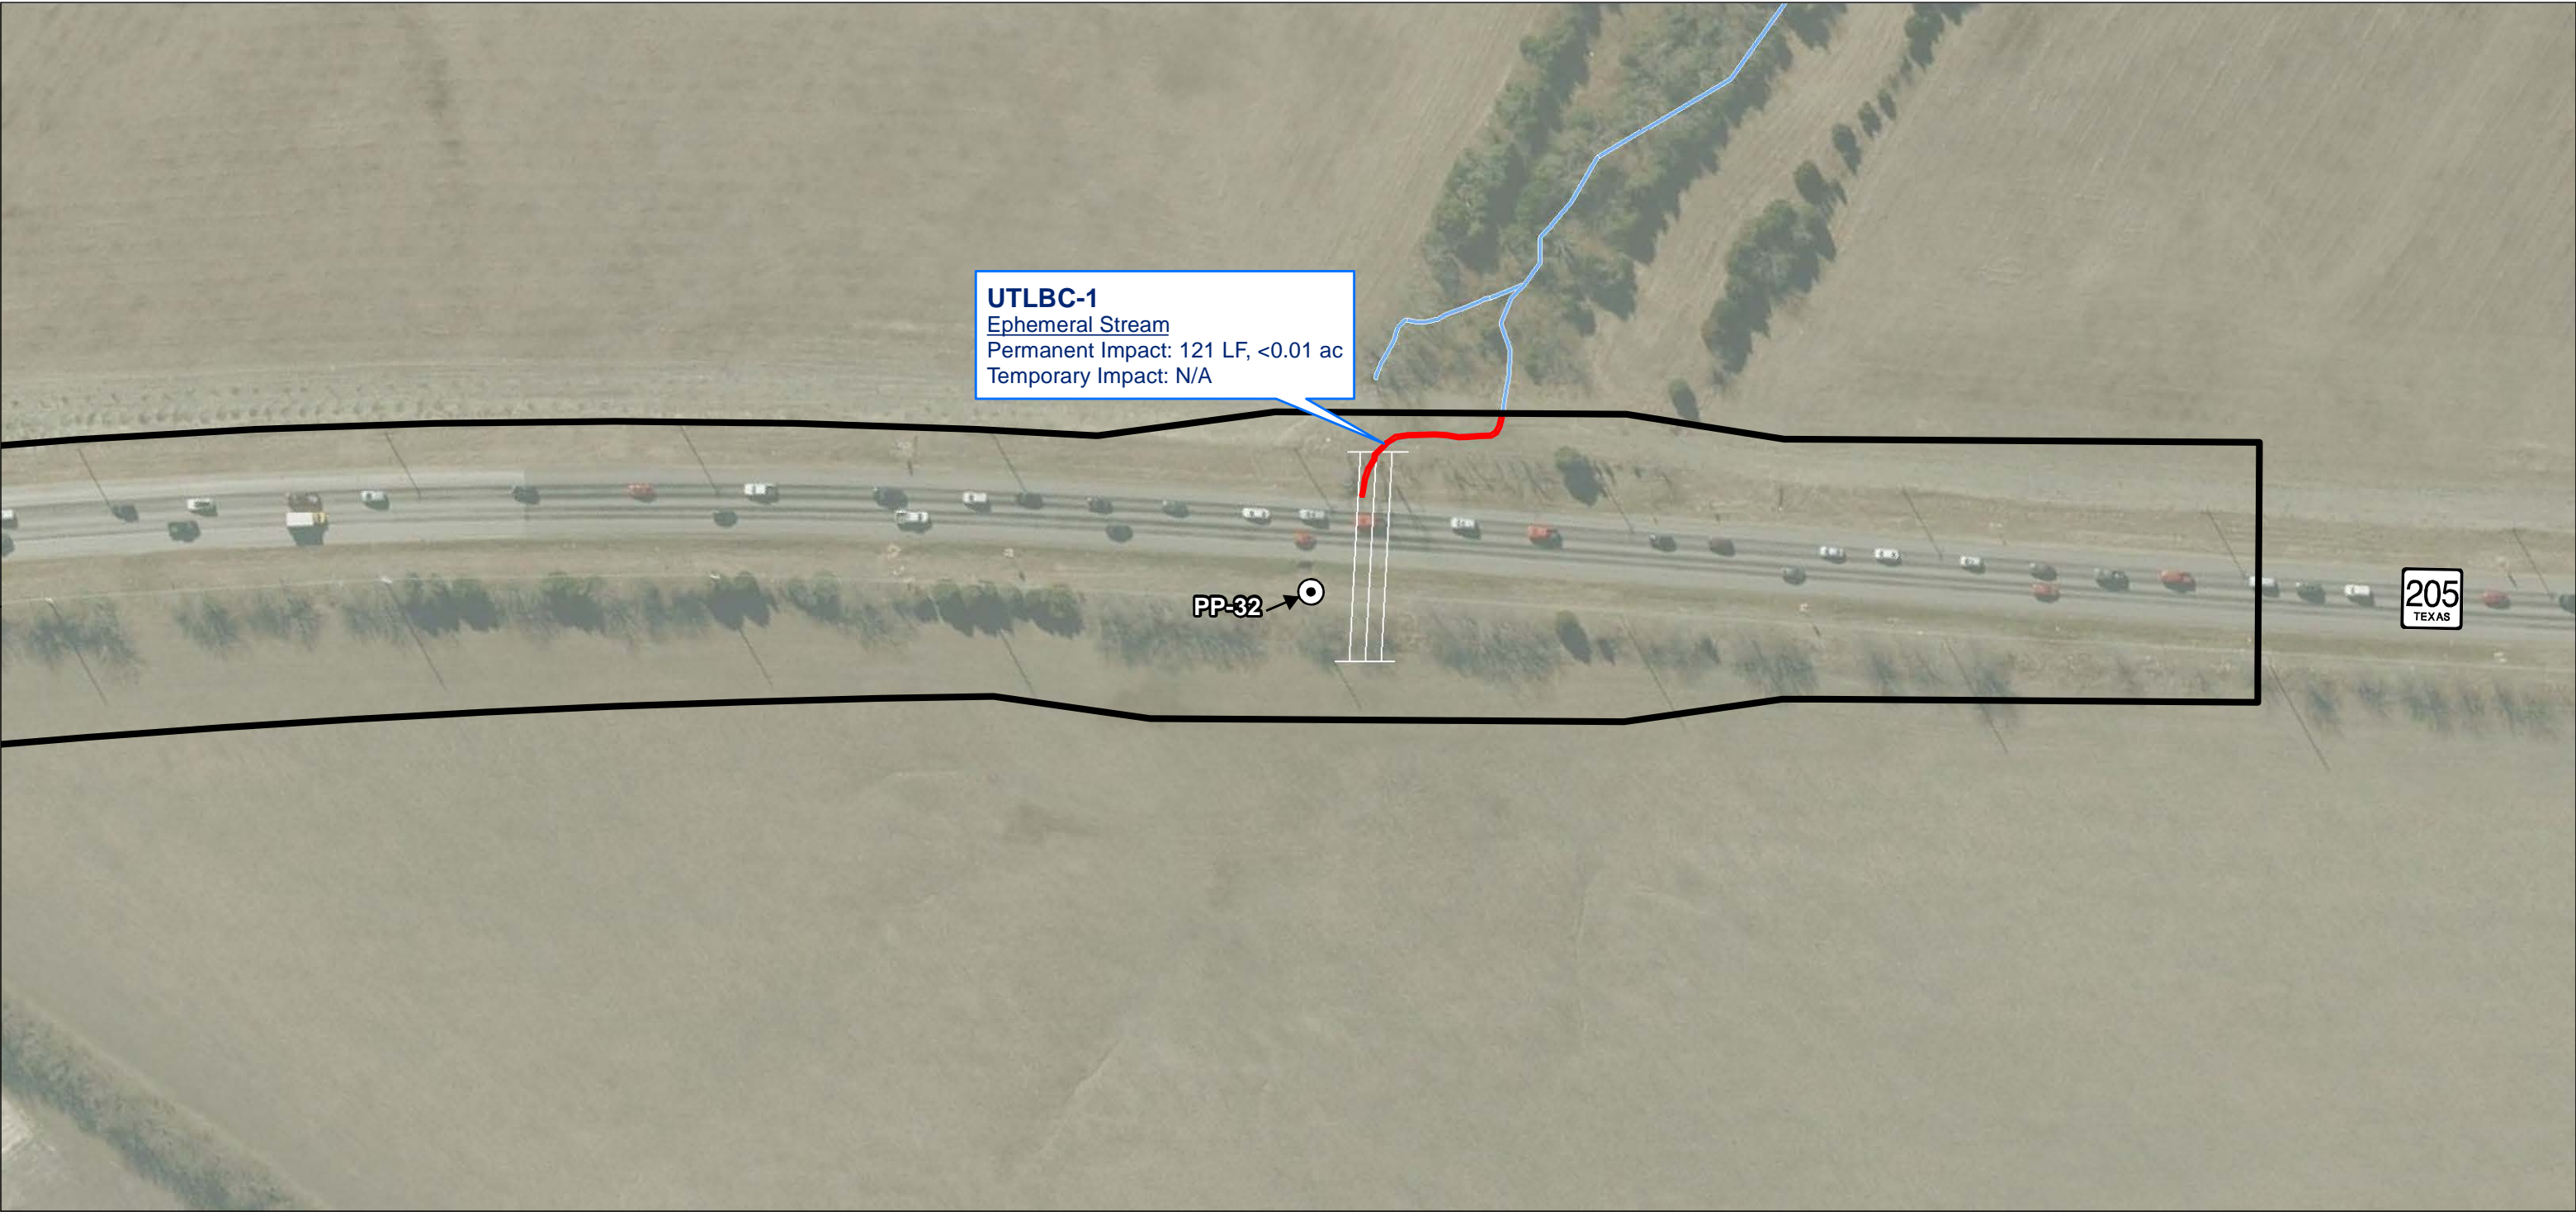 UTLBC-1
Ephemeral Stream
Permanent Impact: 121 LF, <0.01 ac
Temporary Impact: N/A
PP-32
205
TEXAS